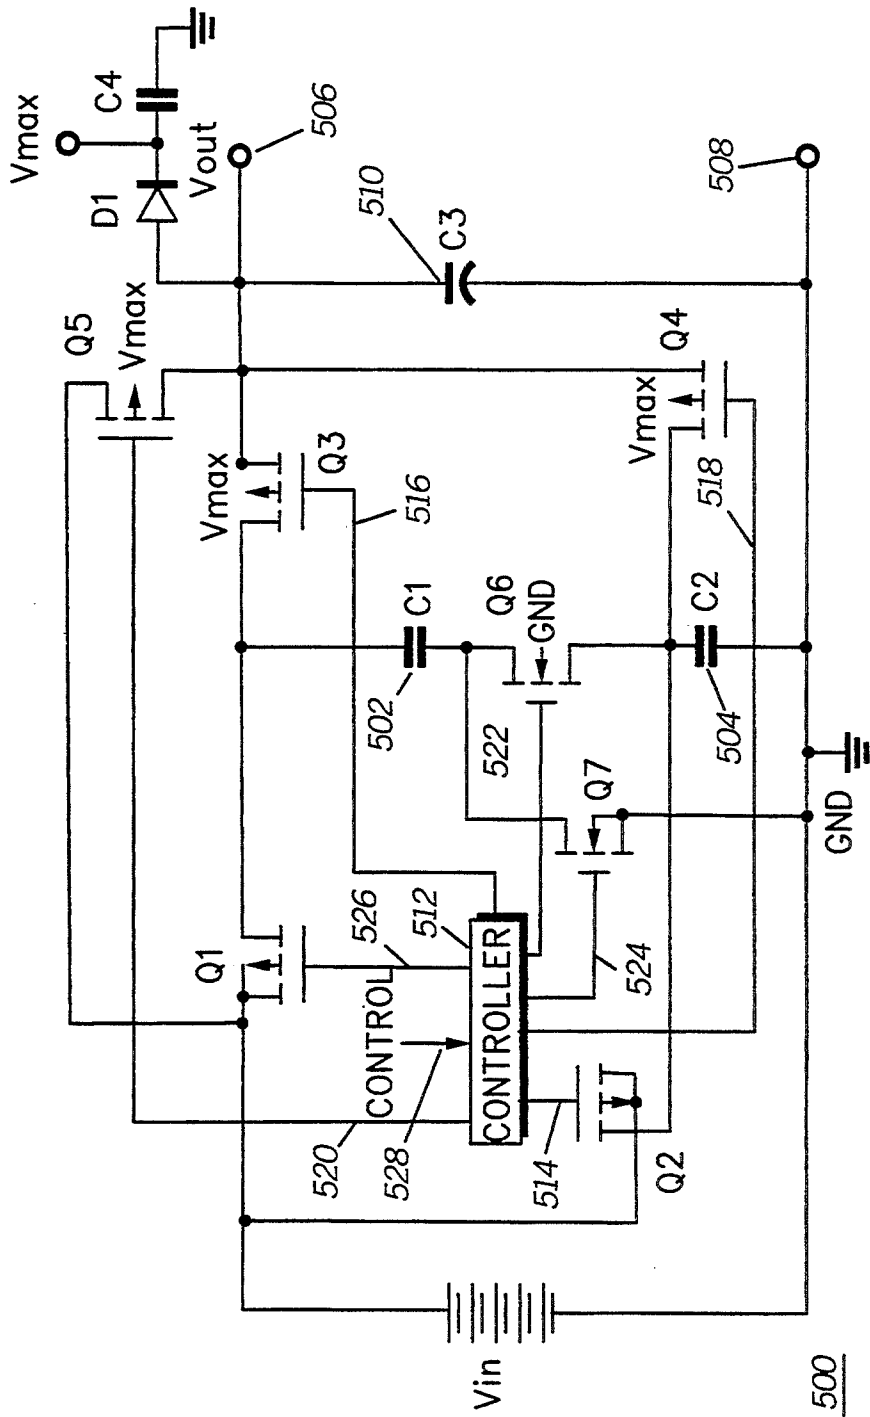 Vmax
C4
D1
Vout
506
Q5
Vmax
510
C3
508
Vmax
Q3
516
Vmax
Q4
518
C1
502
Q6
GND
522
C2
504
Q7
GND
Q1
526
512
CONTROL
CONTROLLER
524
520
528
514
Q2
Vin
500